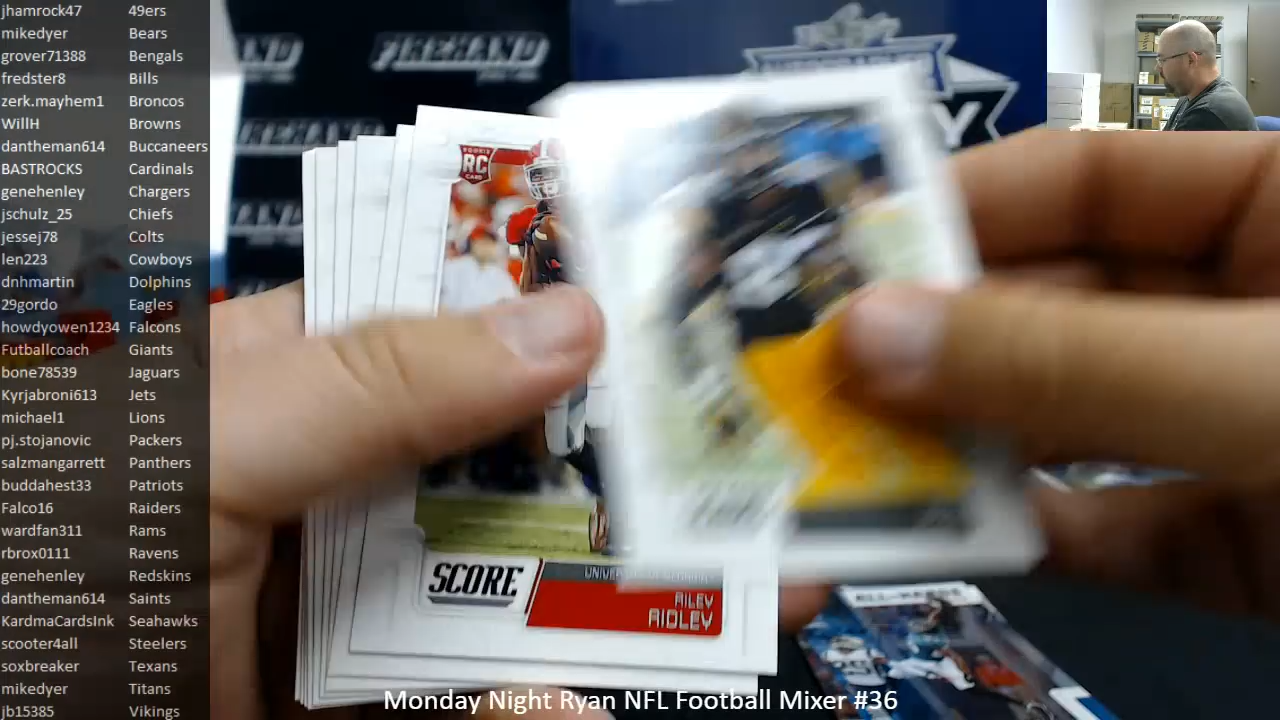 jhamrock47 49ers
mikedyer Bears
grover71388 Bengals
fredster8 Bills
zerk.mayhem1 Broncos
WillH Browns
dantheman614 Buccaneers
BASTROCKS Cardinals
genehenley Chargers
jschulz_25 Chiefs
jessej78 Colts
len223 Cowboys
dnhmartin Dolphins
29gordo Eagles
howdyowen1234 Falcons
Futballcoach Giants
bone78539 Jaguars
Kyrjabroni613 Jets
michael1 Lions
pj.stojanovic Packers
salzmangarrett Panthers
buddahest33 Patriots
Falco16 Raiders
wardfan311 Rams
rbrox0111 Ravens
genehenley Redskins
dantheman614 Saints
KardmaCardsInk Seahawks
scooter4all Steelers
soxbreaker Texans
mikedyer Titans
jb15385 Vikings
FIREHAND
ROOKIE
RC
CARD
SCORE
RILEY
RIDLEY
Monday Night Ryan NFL Football Mixer #36